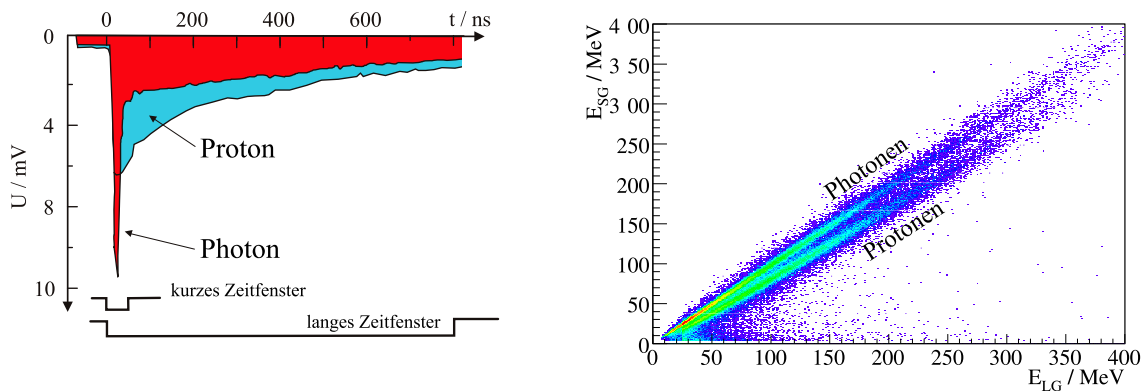 0 200 400 600 t / ns
0
4
6
8
10
U / mV
Proton
Photon
kurzes Zeitfenster
langes Zeitfenster
4 00
3 50
3 00
250
200
150
100
50
0
E_SG / MeV
Photonen
Protonen
0 50 100 150 200 250 300 350 400
E_LG / MeV